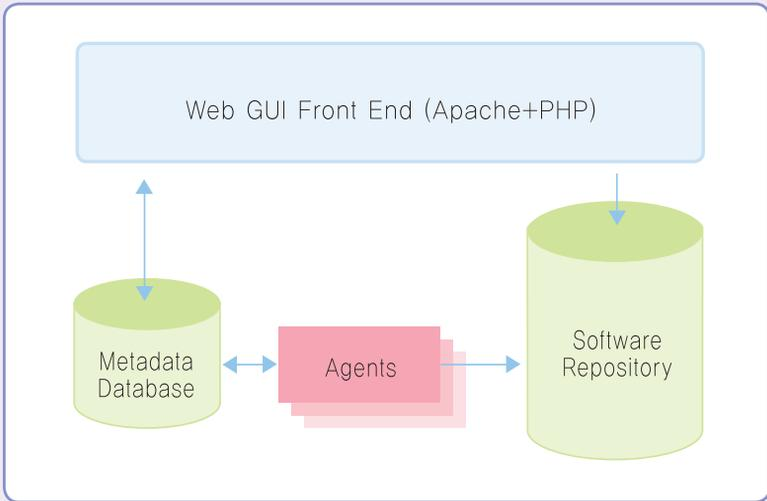 Web GUI Front End (Apache+PHP)
Metadata
Database
Agents
Software
Repository